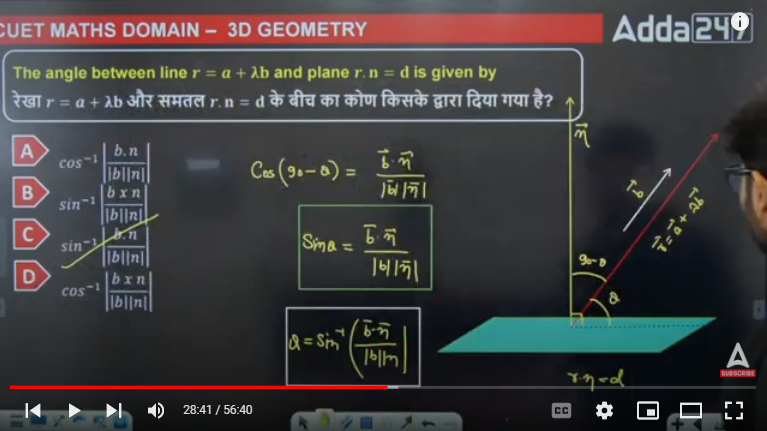 CUET MATHS DOMAIN – 3D GEOMETRY
Adda247
The angle between line r = a + λb and plane r. n = d is given by
रेखा r = a + λb और समतल r. n = d के बीच का कोण किसके द्वारा दिया गया है?
A cos⁻¹ |b. n / |b||n||
B sin⁻¹ |b x n / |b||n||
C sin⁻¹ |b. n / |b||n||
D cos⁻¹ |b x n / |b||n||
Cos(90-θ) = b⃗·n⃗ / |b⃗||n⃗|
Sinθ = b⃗·n⃗ / |b||n⃗|
θ = Sin⁻¹ (b⃗·n⃗ / |b||n|
n⃗
b⃗
r⃗ = a⃗ + λb⃗
90-θ
θ
r·n = d
SUBSCRIBE
28:41 / 56:40
CC